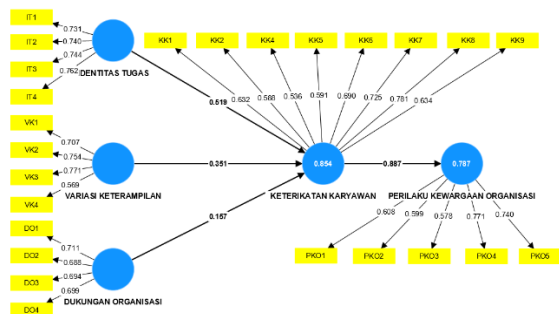 IT1
IT2
IT3
IT4
0.731
0.740
0.744
0.762
IDENTITAS TUGAS
KK1
KK2
KK4
KK5
KK6
KK7
KK8
KK9
0.632
0.568
0.536
0.591
0.690
0.725
0.781
0.634
0.519
VK1
VK2
VK3
VK4
0.707
0.754
0.771
0.569
VARIASI KETERAMPILAN
0.351
0.854
KETERIKATAN KARYAWAN
0.887
0.787
PERILAKU KEWARGAAN ORGANISASI
0.167
DO1
DO2
DO3
DO4
0.711
0.688
0.694
0.699
DUKUNGAN ORGANISASI
0.608
0.599
0.578
0.771
0.740
PKO1
PKO2
PKO3
PKO4
PKO5